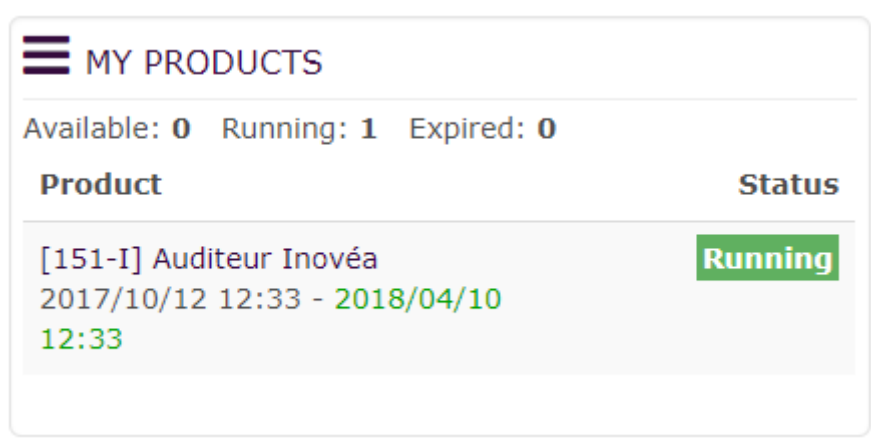 MY PRODUCTS
Available: 0 Running: 1 Expired: 0
Product Status
[151-I] Auditeur Inovéa Running
2017/10/12 12:33 - 2018/04/10
12:33